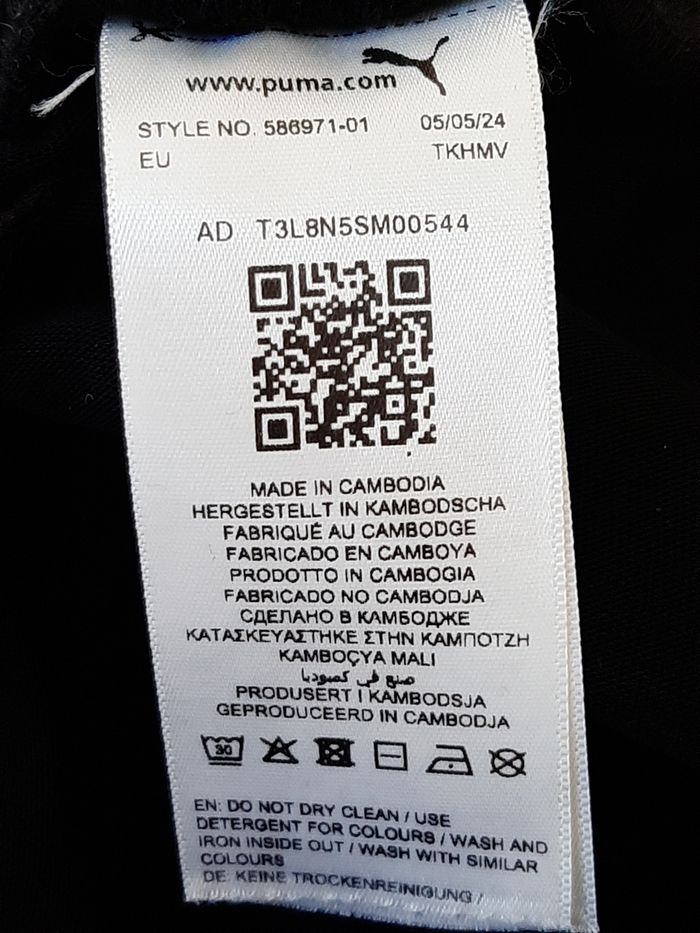 www.puma.com
STYLE NO. 586971-01 05/05/24
EU TKHMV
AD T3L8N5SM00544
MADE IN CAMBODIA
HERGESTELLT IN KAMBODSCHA
FABRIQUÉ AU CAMBODGE
FABRICADO EN CAMBOYA
PRODOTTO IN CAMBOGIA
FABRICADO NO CAMBODJA
СДЕЛАНО В КАМБОДЖЕ
ΚΑΤΑΣΚΕΥΑΣΤΗΚΕ ΣΤΗΝ ΚΑΜΠΟΤΖΗ
KAMBOÇYA MALI
صنع في كمبوديا
PRODUSERT I KAMBODSJA
GEPRODUCEERD IN CAMBODJA
30
EN: DO NOT DRY CLEAN / USE
DETERGENT FOR COLOURS / WASH AND
IRON INSIDE OUT / WASH WITH SIMILAR
COLOURS
DE: KEINE TROCKENREINIGUNG /